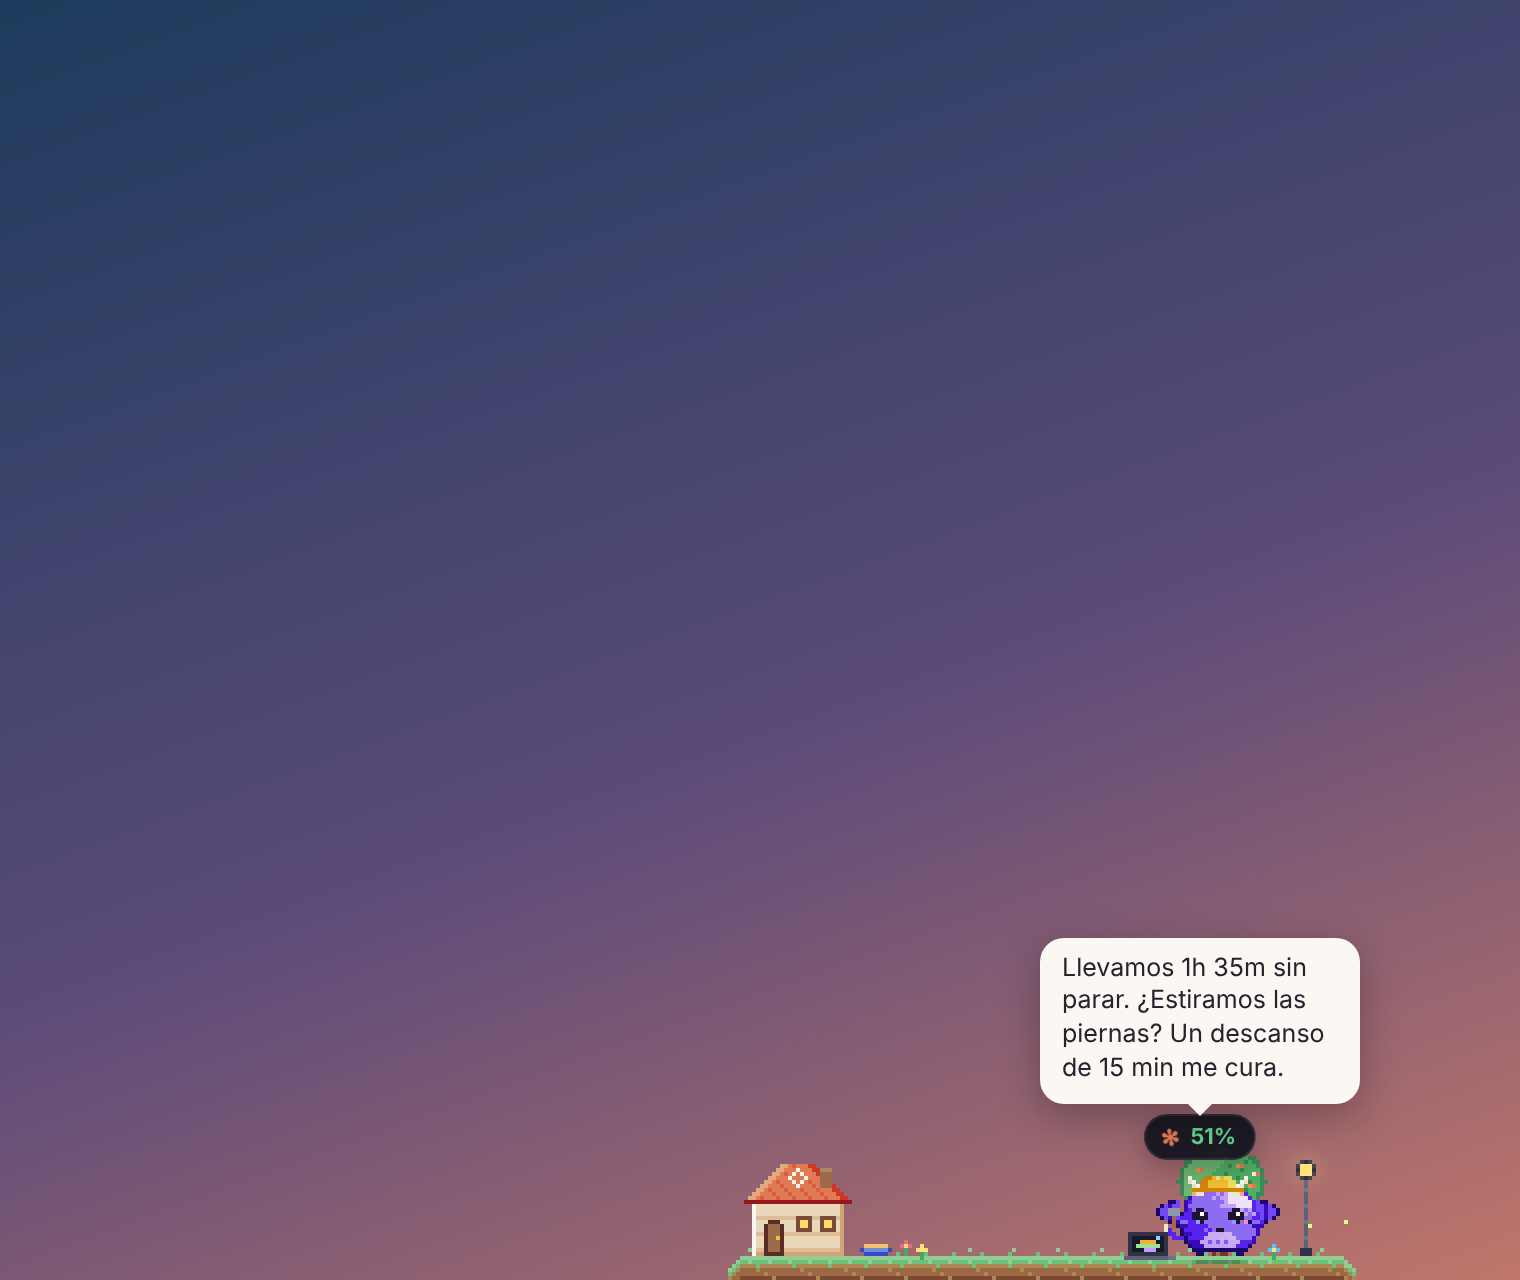 Llevamos 1h 35m sin
parar. ¿Estiramos las
piernas? Un descanso
de 15 min me cura.
51%